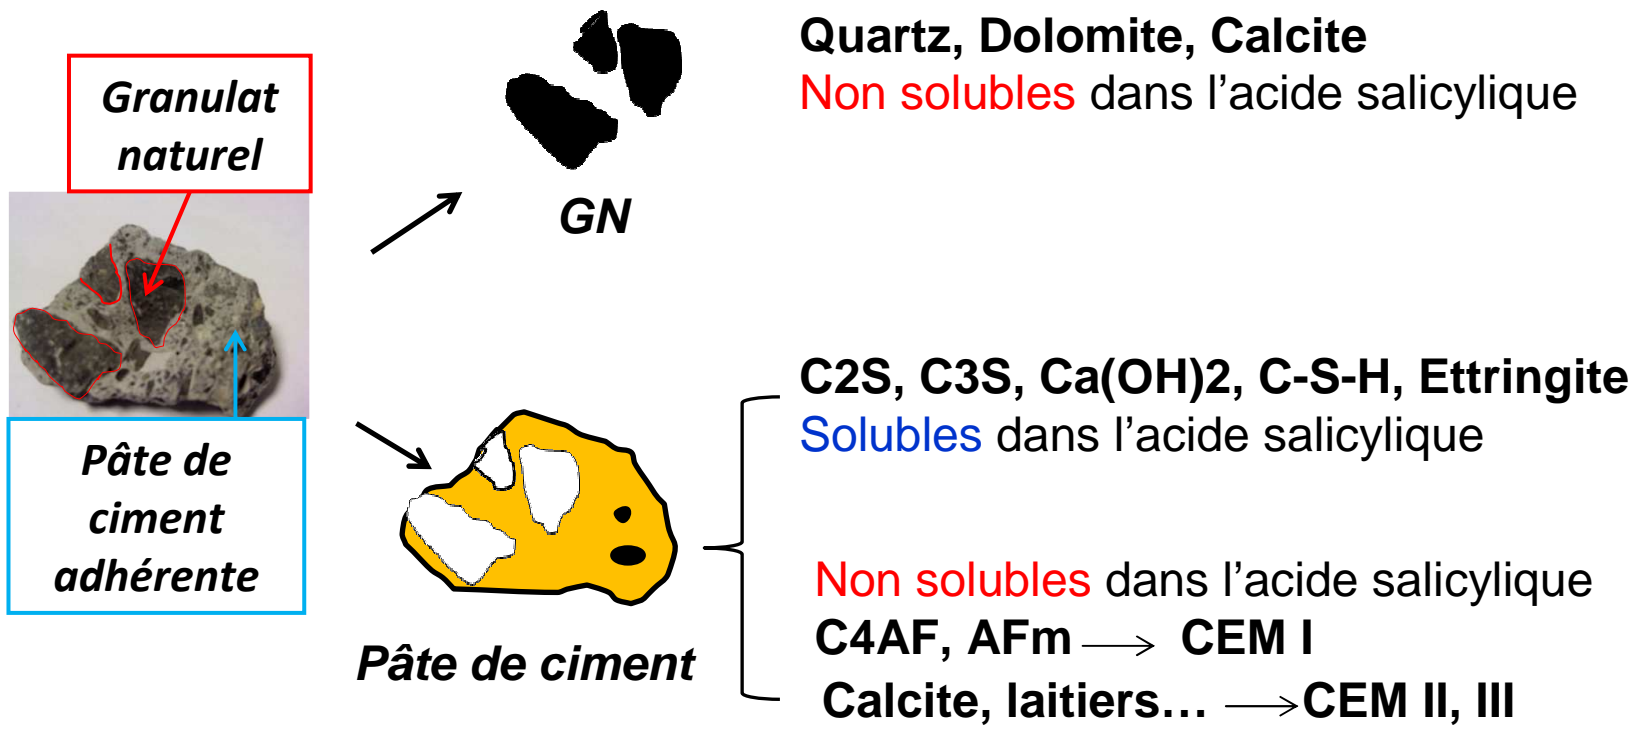 Granulat
naturel
Pâte de
ciment
adhérente
GN
Quartz, Dolomite, Calcite
Non solubles dans l’acide salicylique
Pâte de ciment
C2S, C3S, Ca(OH)2, C-S-H, Ettringite
Solubles dans l’acide salicylique
Non solubles dans l’acide salicylique
C4AF, AFm → CEM I
Calcite, laitiers… → CEM II, III